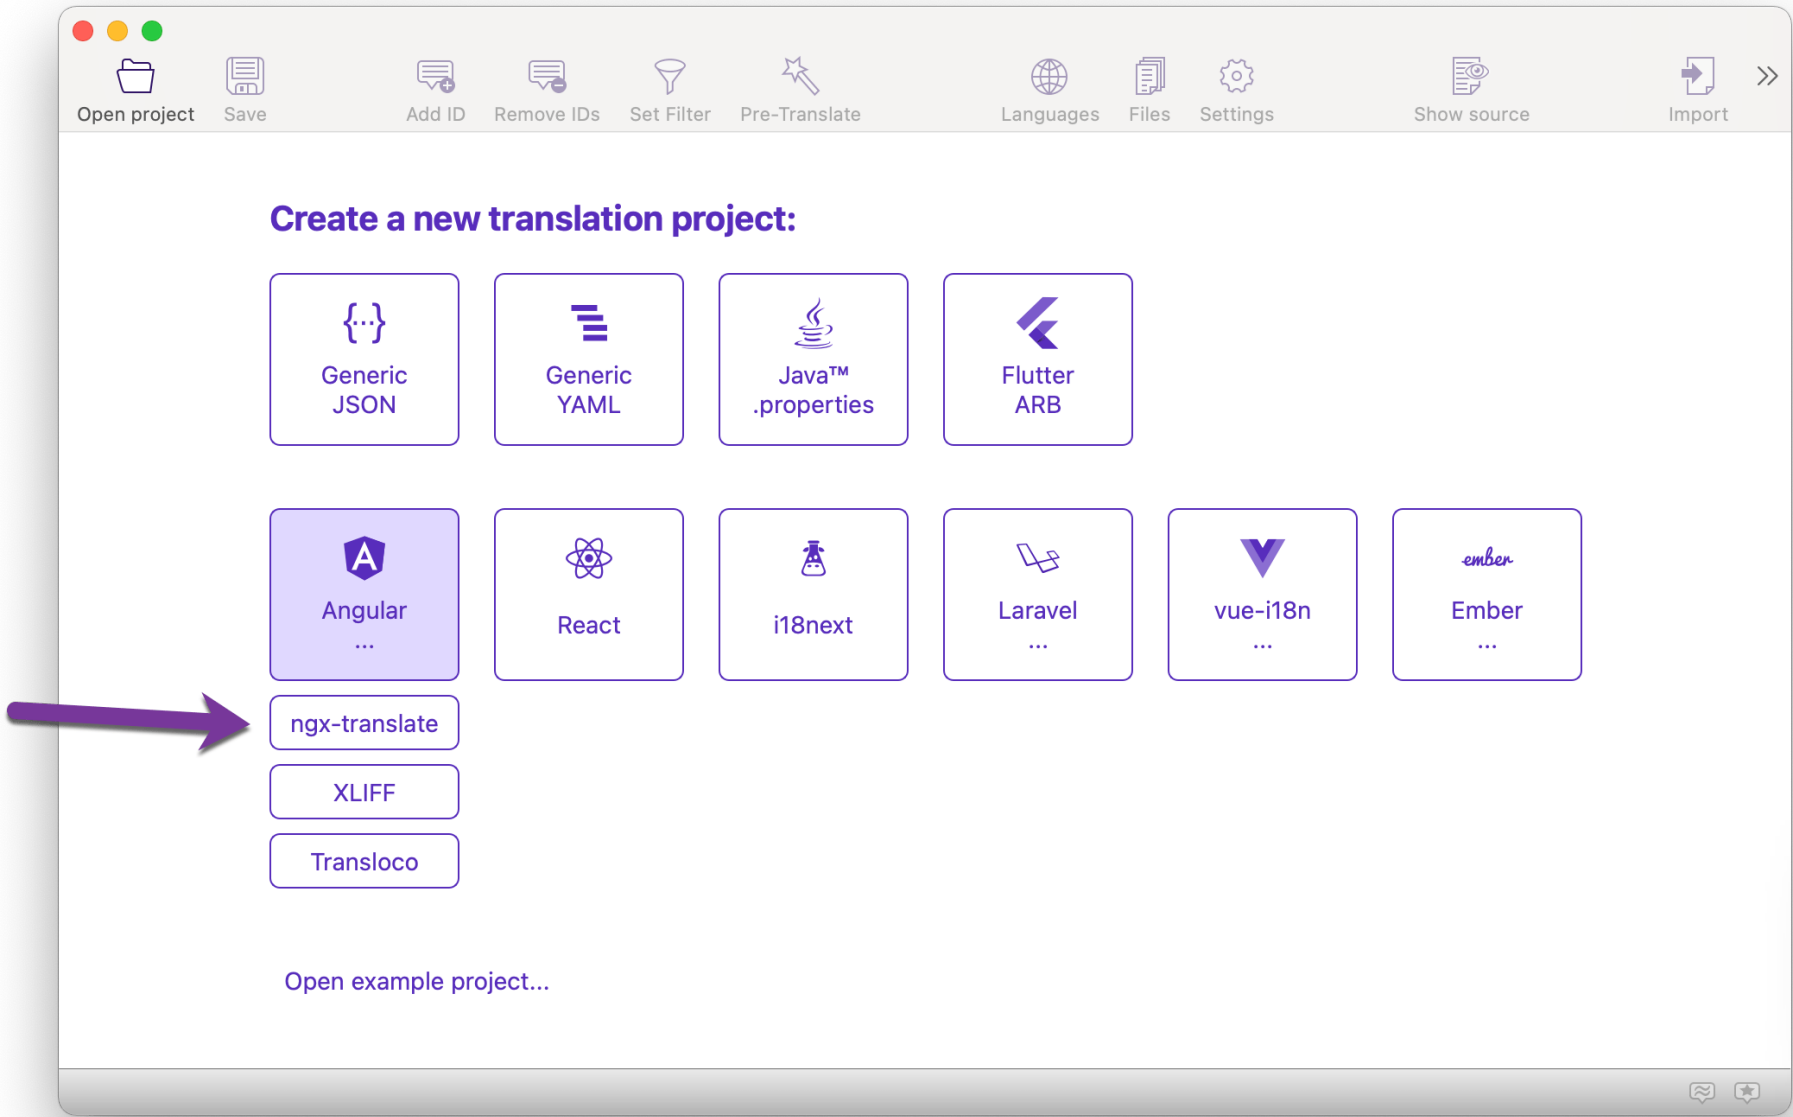 Open project
Save
Add ID
Remove IDs
Set Filter
Pre-Translate
Languages
Files
Settings
Show source
Import
Create a new translation project:
{...}
Generic
JSON
Generic
YAML
Java™
.properties
Flutter
ARB
A
Angular
...
React
i18next
Laravel
...
vue-i18n
...
ember
Ember
...
ngx-translate
XLIFF
Transloco
Open example project...